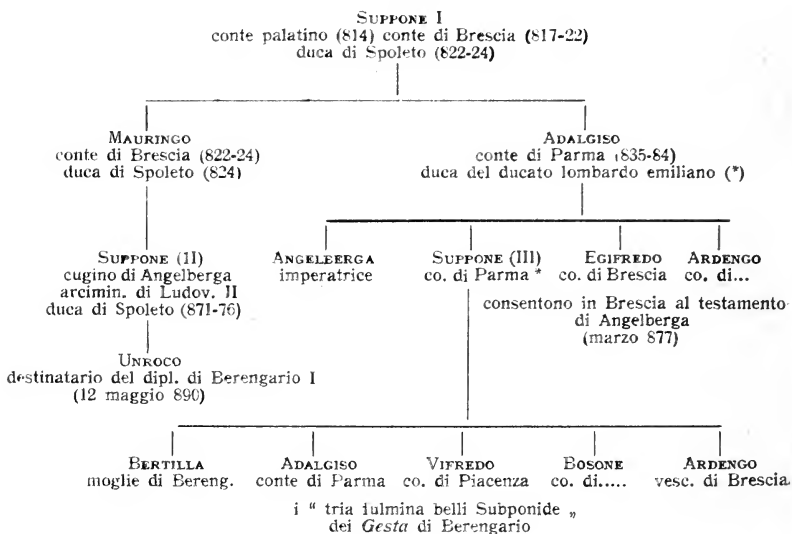 SUPPONE I
conte palatino (814) conte di Brescia (817-22)
duca di Spoleto (822-24)
MAURINGO
conte di Brescia (822-24)
duca di Spoleto (824)
ADALGISO
conte di Parma (835-84)
duca del ducato lombardo emiliano (*)
SUPPONE (II)
cugino di Angelberga
arcimin. di Ludov. II
duca di Spoleto (871-76)
ANGELBERGA
imperatrice
SUPPONE (III)
co. di Parma *
EGIFREDO
co. di Brescia
ARDENGO
co. di...
consentono in Brescia al testamento
di Angelberga
(marzo 877)
UNROCO
destinatario del dipl. di Berengario I
(12 maggio 890)
BERTILLA
moglie di Bereng.
ADALGISO
conte di Parma
VIFREDO
co. di Piacenza
BOSONE
co. di.....
ARDENGO
vesc. di Brescia
i “ tria fulmina belli Subponide „
dei Gesta di Berengario